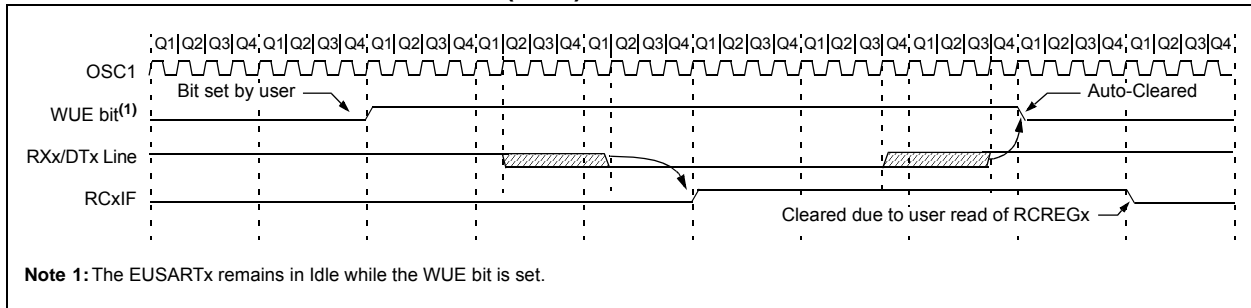 Q1 Q2 Q3 Q4 Q1 Q2 Q3 Q4 Q1 Q2 Q3 Q4 Q1 Q2 Q3 Q4 Q1 Q2 Q3 Q4 Q1 Q2 Q3 Q4 Q1 Q2 Q3 Q4 Q1 Q2 Q3 Q4 Q1 Q2 Q3 Q4 Q1 Q2 Q3 Q4
OSC1
Bit set by user
Auto-Cleared
WUE bit(1)
RXx/DTx Line
RCxIF
Cleared due to user read of RCREGx
Note 1: The EUSARTx remains in Idle while the WUE bit is set.